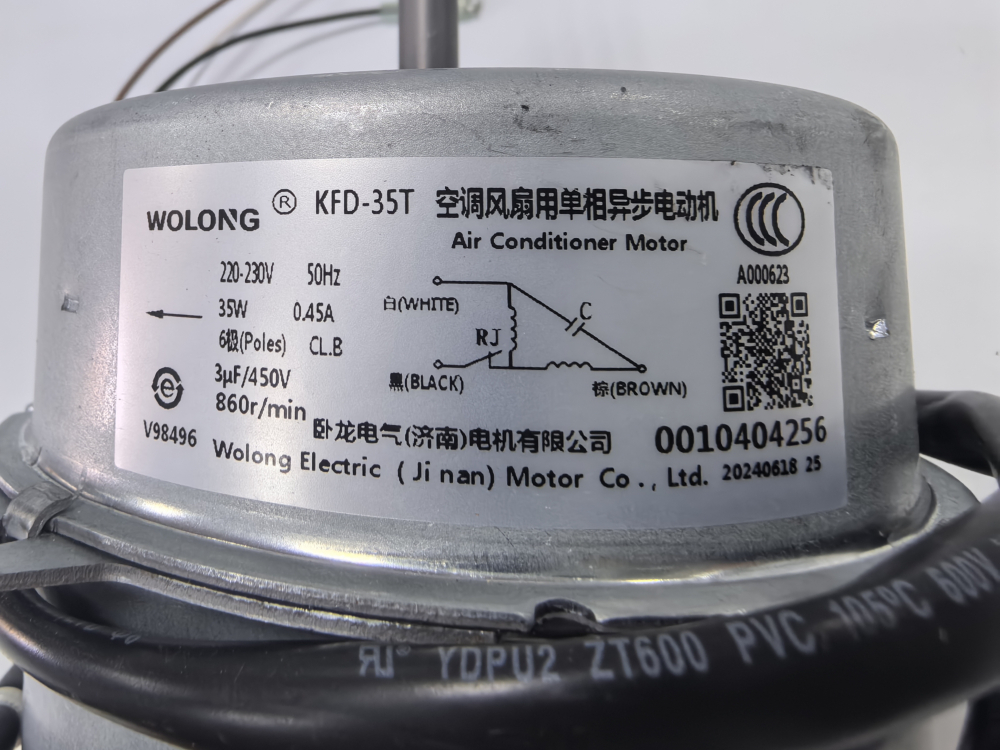 WOLONG ® KFD-35T 空调风扇用单相异步电动机
Air Conditioner Motor
A000623
220-230V 50Hz
35W 0.45A
6极(Poles) CL.B
3μF/450V
860r/min
白(WHITE)
C
RJ
黑(BLACK)
棕(BROWN)
V98496
卧龙电气(济南)电机有限公司
0010404256
Wolong Electric (Ji nan) Motor Co., Ltd. 20240618 25
YDPU2 ZT600 PVC 105℃ 600V